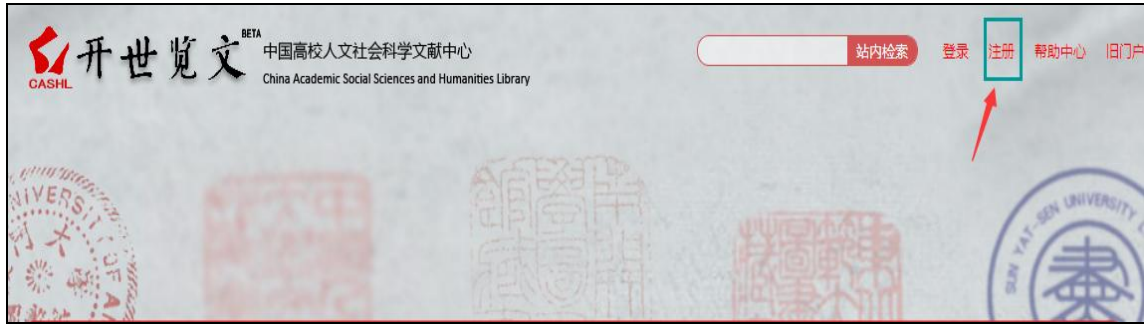 CASHL
开世览文
BETA
中国高校人文社会科学文献中心
China Academic Social Sciences and Humanities Library
站内检索
登录 注册 帮助中心 旧门户
SUN YAT-SEN UNIVERSITY